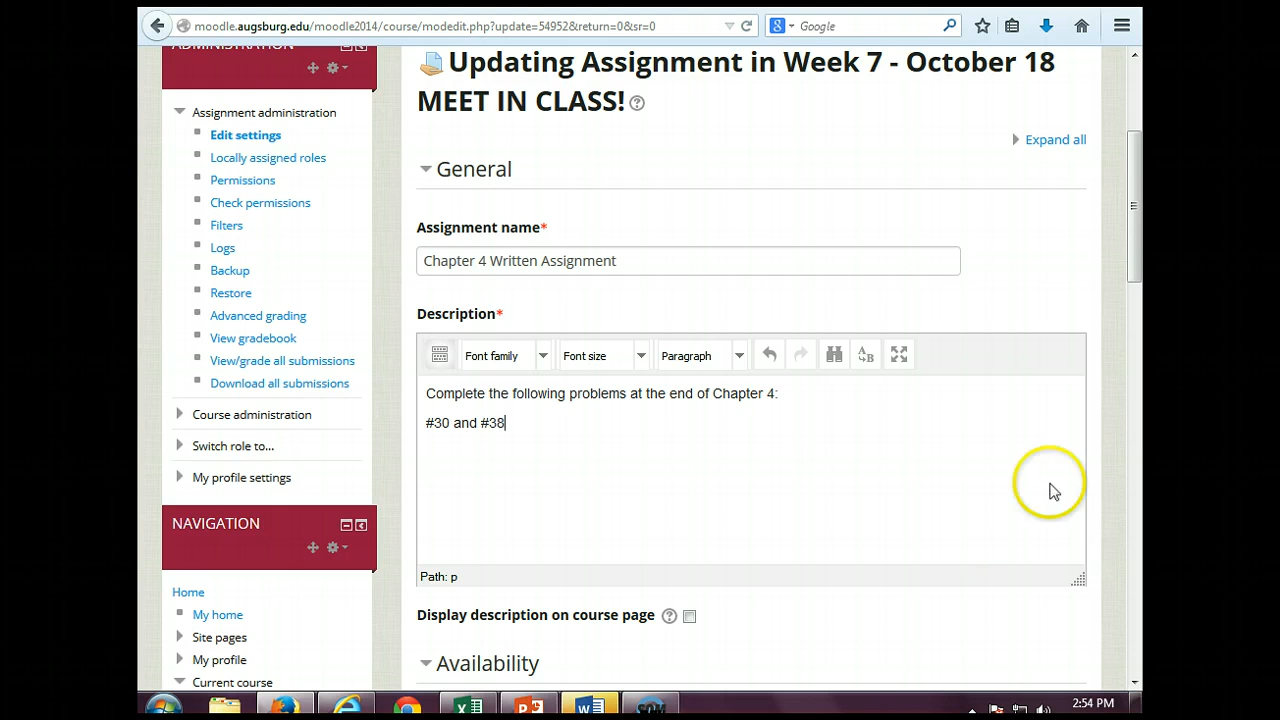 moodle.augsburg.edu/moodle2014/course/modedit.php?update=54952&return=0&sr=0
Google
ADMINISTRATION
Assignment administration
Edit settings
Locally assigned roles
Permissions
Check permissions
Filters
Logs
Backup
Restore
Advanced grading
View gradebook
View/grade all submissions
Download all submissions
Course administration
Switch role to...
My profile settings
NAVIGATION
Home
My home
Site pages
My profile
Current course
Updating Assignment in Week 7 - October 18
MEET IN CLASS!
Expall all
General
Assignment name*
Chapter 4 Written Assignment
Description*
Font family
Font size
Paragraph
Complete the following problems at the end of Chapter 4:
#30 and #38
Path: p
Display description on course page
Availability
2:54 PM